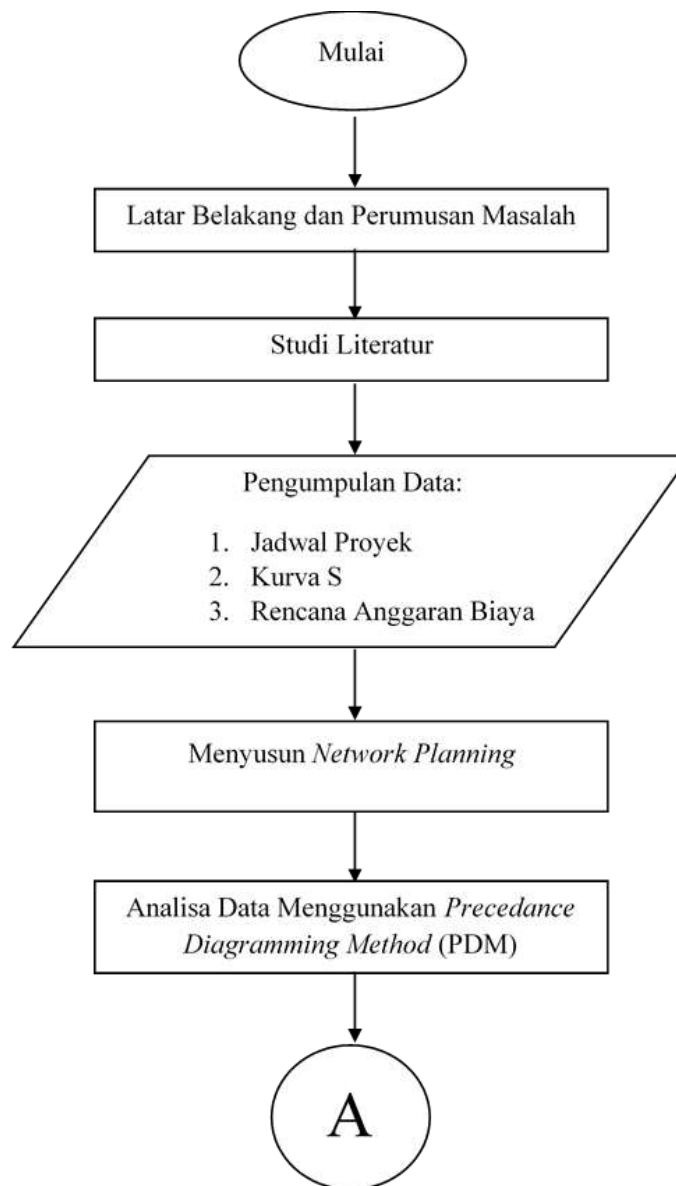 Mulai
Latar Belakang dan Perumusan Masalah
Studi Literatur
Pengumpulan Data:
1. Jadwal Proyek
2. Kurva S
3. Rencana Anggaran Biaya
Menyusun Network Planning
Analisa Data Menggunakan Precedance
Diagramming Method (PDM)
A